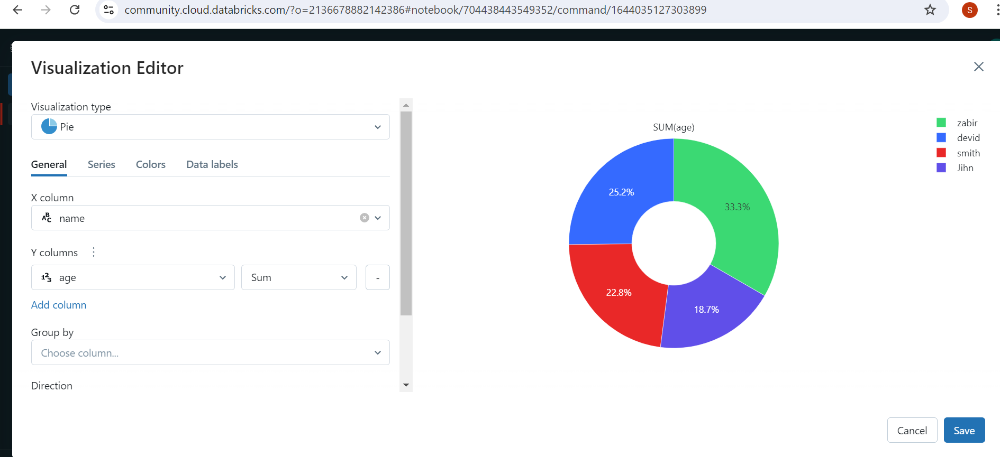 community.cloud.databricks.com/?o=2136678882142386#notebook/704438443549352/command/1644035127303899
S
Visualization Editor
Visualization type
Pie
General Series Colors Data labels
X column
ABC name
Y columns
123 age Sum -
Add column
Group by
Choose column...
Direction
SUM(age)
25.2%
33.3%
22.8%
18.7%
zabir
devid
smith
Jihn
Cancel Save